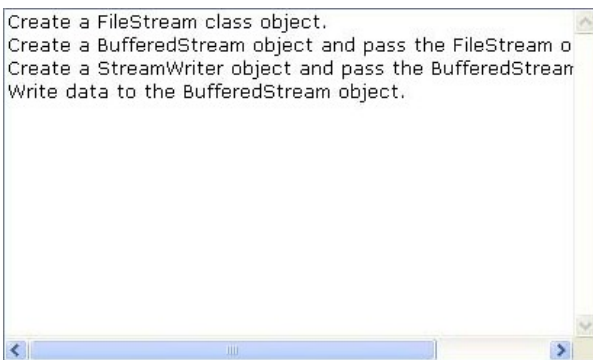 Create a FileStream class object.
Create a BufferedStream object and pass the FileStream o
Create a StreamWriter object and pass the BufferedStream
Write data to the BufferedStream object.